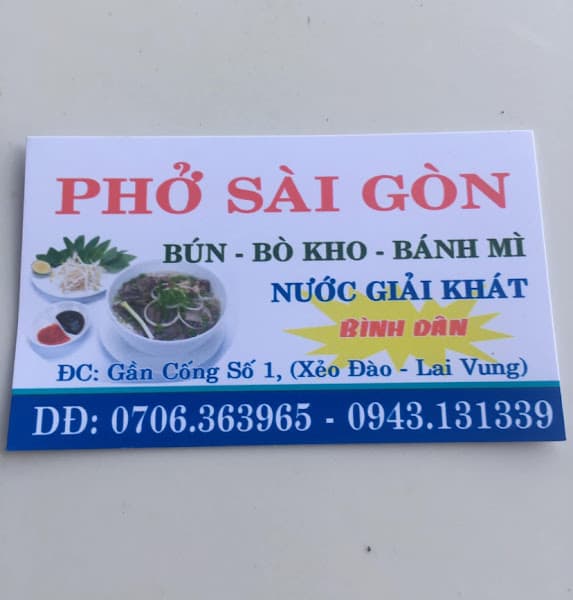 PHỞ SÀI GÒN
BÚN - BÒ KHO - BÁNH MÌ
NƯỚC GIẢI KHÁT
BÌNH DÂN
ĐC: Gần Cống Số 1, (Xẻo Đào - Lai Vung)
DĐ: 0706.363965 - 0943.131339